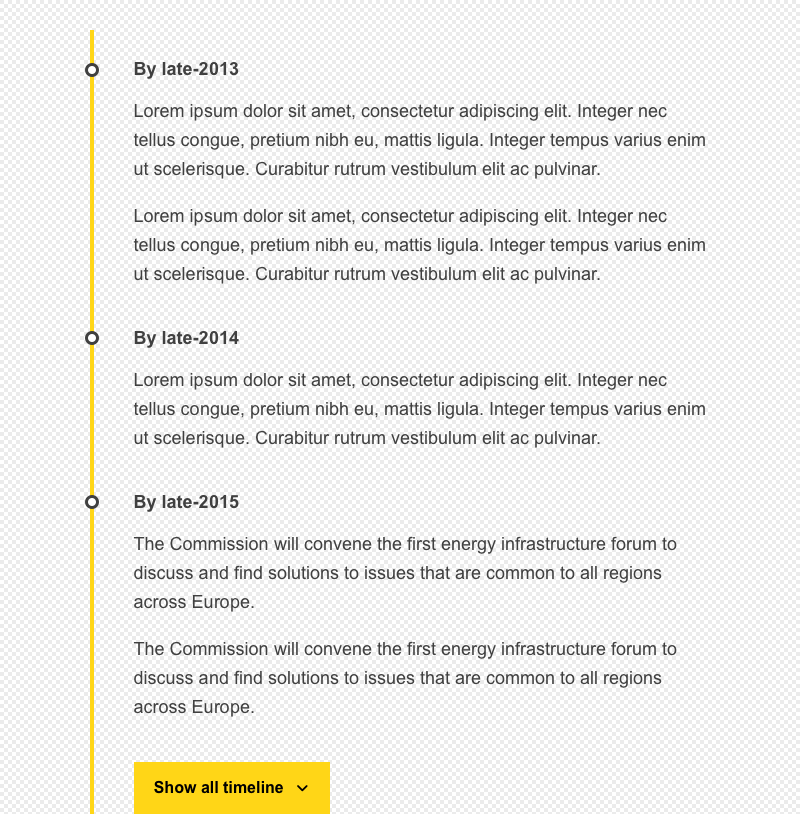 By late-2013
Lorem ipsum dolor sit amet, consectetur adipiscing elit. Integer nec
tellus congue, pretium nibh eu, mattis ligula. Integer tempus varius enim
ut scelerisque. Curabitur rutrum vestibulum elit ac pulvinar.
Lorem ipsum dolor sit amet, consectetur adipiscing elit. Integer nec
tellus congue, pretium nibh eu, mattis ligula. Integer tempus varius enim
ut scelerisque. Curabitur rutrum vestibulum elit ac pulvinar.
By late-2014
Lorem ipsum dolor sit amet, consectetur adipiscing elit. Integer nec
tellus congue, pretium nibh eu, mattis ligula. Integer tempus varius enim
ut scelerisque. Curabitur rutrum vestibulum elit ac pulvinar.
By late-2015
The Commission will convene the first energy infrastructure forum to
discuss and find solutions to issues that are common to all regions
across Europe.
The Commission will convene the first energy infrastructure forum to
discuss and find solutions to issues that are common to all regions
across Europe.
Show all timeline